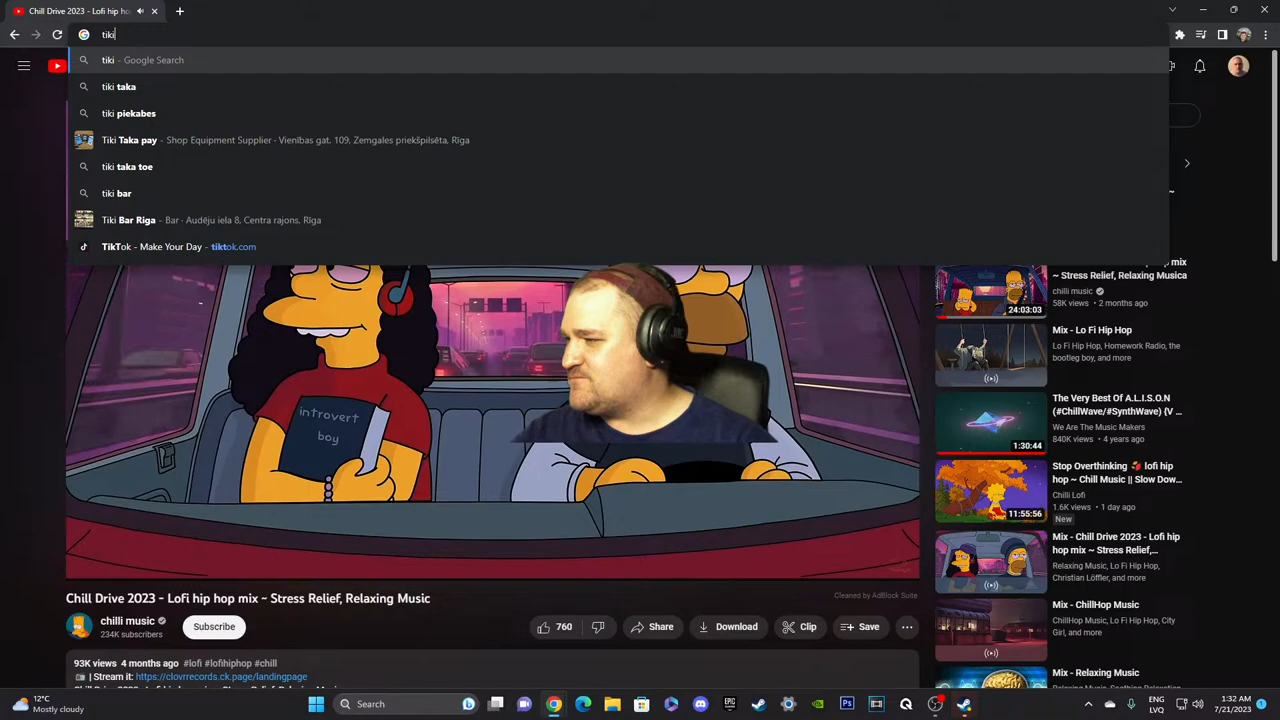 Chill Drive 2023 - Lofi hip ho
tiki
tiki - Google Search
tiki taka
tiki piekabes
Tiki Taka pay - Shop Equipment Supplier - Vienības gat. 109, Zemgales priekšpilsēta, Rīga
tiki taka toe
tiki bar
Tiki Bar Riga - Bar - Audēju iela 8, Centra rajons, Rīga
TikTok - Make Your Day - tiktok.com
introvert
boy
Chill Drive 2023 - Lofi hip hop mix ~ Stress Relief, Relaxing Music
Cleaned by AdBlock Suite
chilli music
234K subscribers
Subscribe
760
Share
Download
Clip
Save
93K views 4 months ago #lofi #lofihiphop #chill
| Stream it: https://clovrrecords.ck.page/landingpage
~ Stress Relief, Relaxing Musica
chilli music
58K views • 2 months ago
24:03:03
Mix - Lo Fi Hip Hop
Lo Fi Hip Hop, Homework Radio, the
bootleg boy, and more
The Very Best Of A.L.I.S.O.N
(#ChillWave/#SynthWave) {V ...
We Are The Music Makers
840K views • 4 years ago
1:30:44
Stop Overthinking 🍂 lofi hip
hop ~ Chill Music || Slow Dow...
Chilli Lofi
1.6K views • 1 day ago
New
11:55:56
Mix - Chill Drive 2023 - Lofi hip
hop mix ~ Stress Relief,...
Relaxing Music, Lo Fi Hip Hop,
Christian Löffler, and more
Mix - ChillHop Music
ChillHop Music, Lo Fi Hip Hop, City
Girl, and more
Mix - Relaxing Music
12°C
Mostly cloudy
Search
ENG
LVQ
1:32 AM
7/21/2023